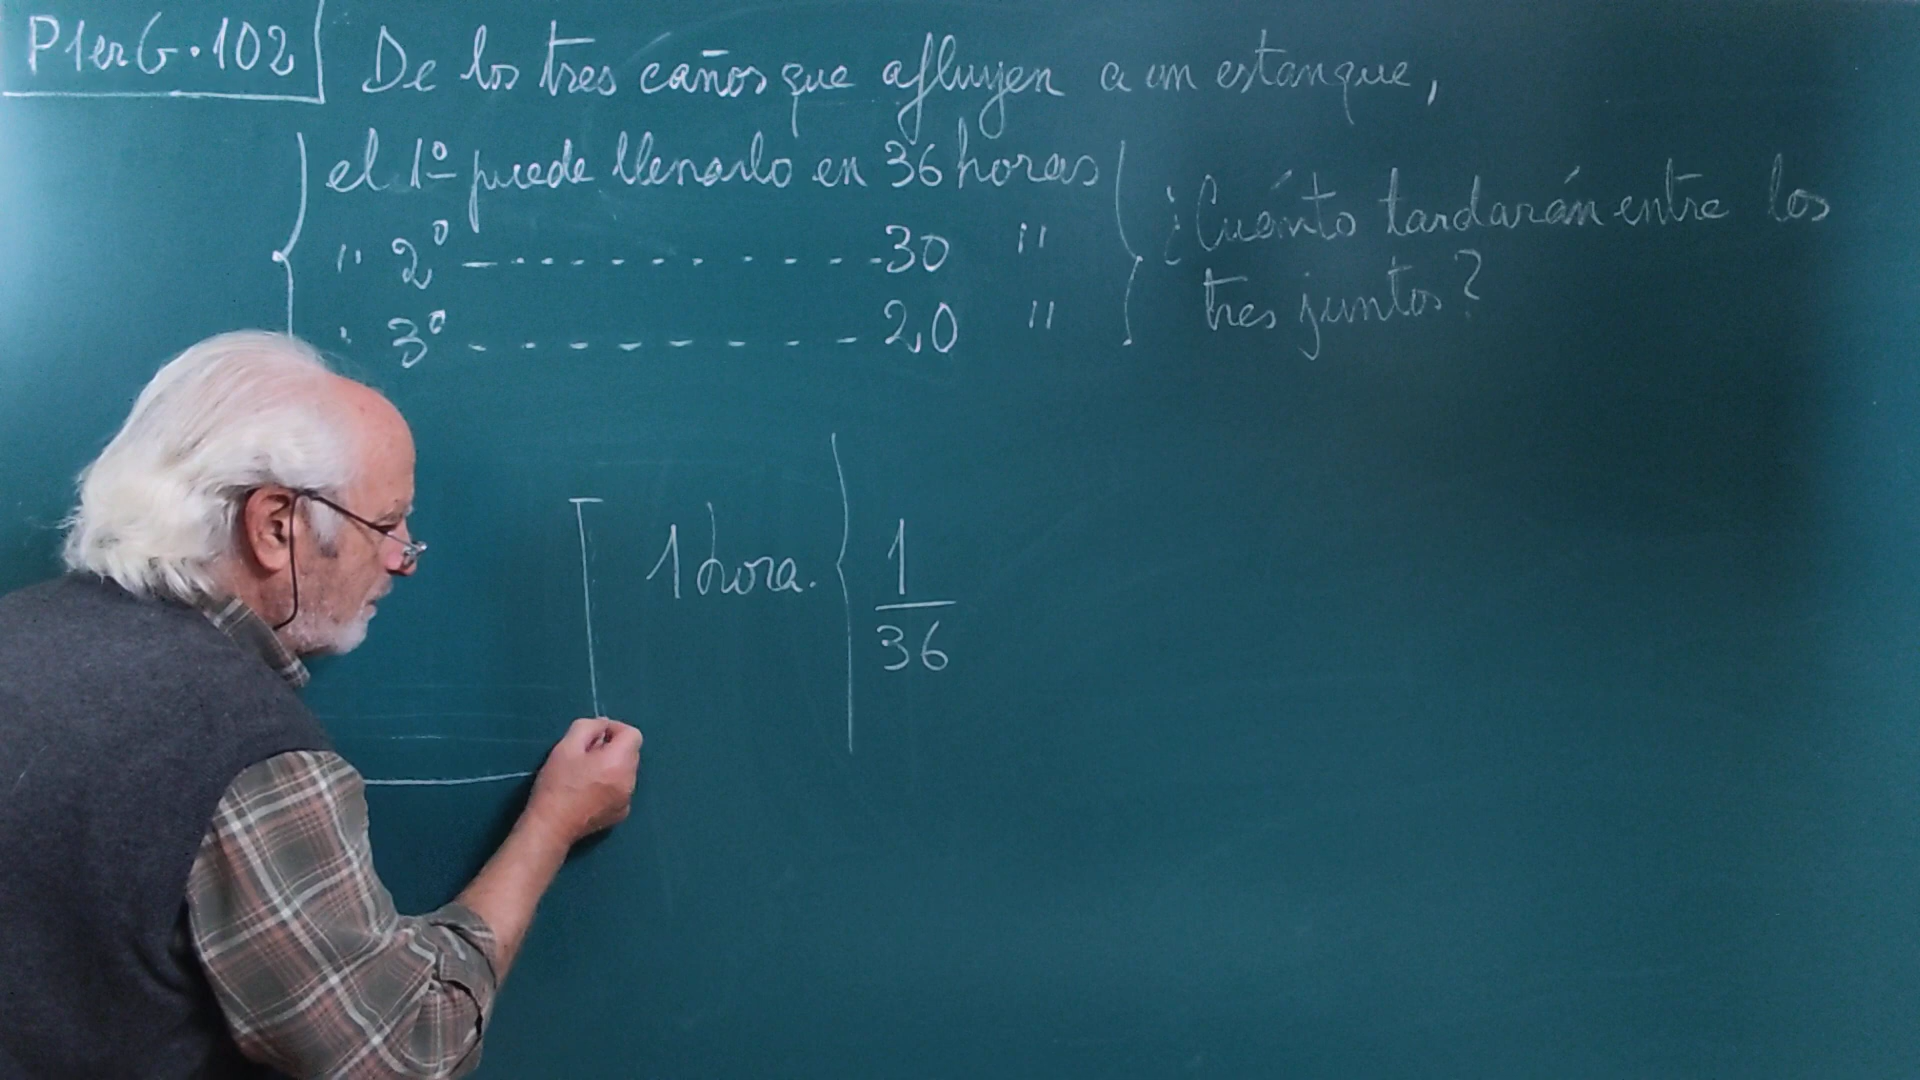 P1erG.102
De los tres caños que afluyen a un estanque,
el 1º puede llenarlo en 36 horas
" 2º - - - - - - - - - - 30 "
" 3º - - - - - - - - - - 20 "
¿Cuánto tardarán entre los
tres juntos?
1 hora.
1
36